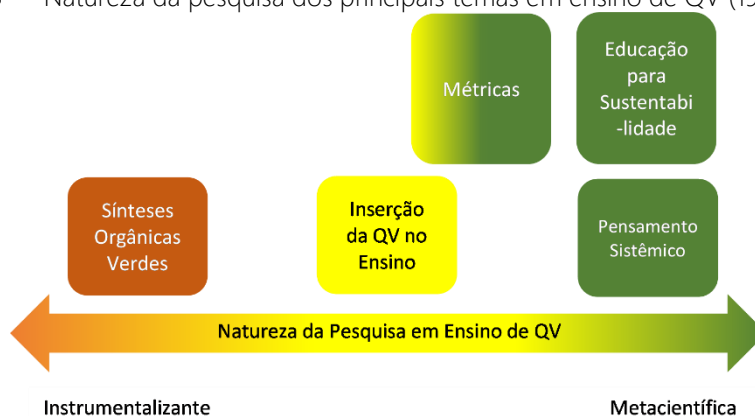 Natureza da pesquisa dos principais temas em ensino de QV
Métricas
Educação
para
Sustentabi
-lidade
Sínteses
Orgânicas
Verdes
Inserção
da QV no
Ensino
Pensamento
Sistêmico
Natureza da Pesquisa em Ensino de QV
Instrumentalizante
Metacientífica